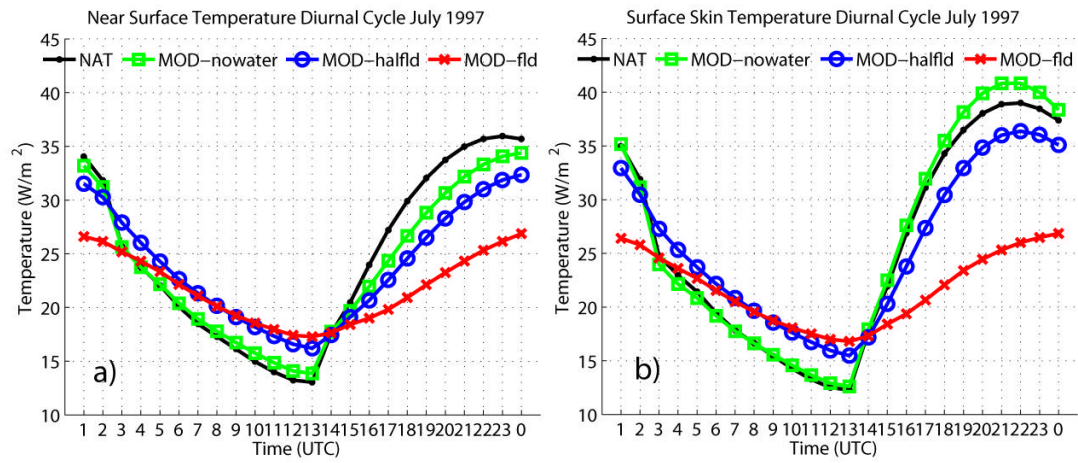 Near Surface Temperature Diurnal Cycle July 1997
45
40
35
30
25
20
15
10
Temperature (W/m²)
NAT MOD-nowater MOD-halfld MOD-fld
a)
1 2 3 4 5 6 7 8 9 10 11 12 13 14 15 16 17 18 19 20 21 22 23 0
Time (UTC)
Surface Skin Temperature Diurnal Cycle July 1997
45
40
35
30
25
20
15
10
Temperature (W/m²)
NAT MOD-nowater MOD-halfld MOD-fld
b)
1 2 3 4 5 6 7 8 9 10 11 12 13 14 15 16 17 18 19 20 21 22 23 0
Time (UTC)